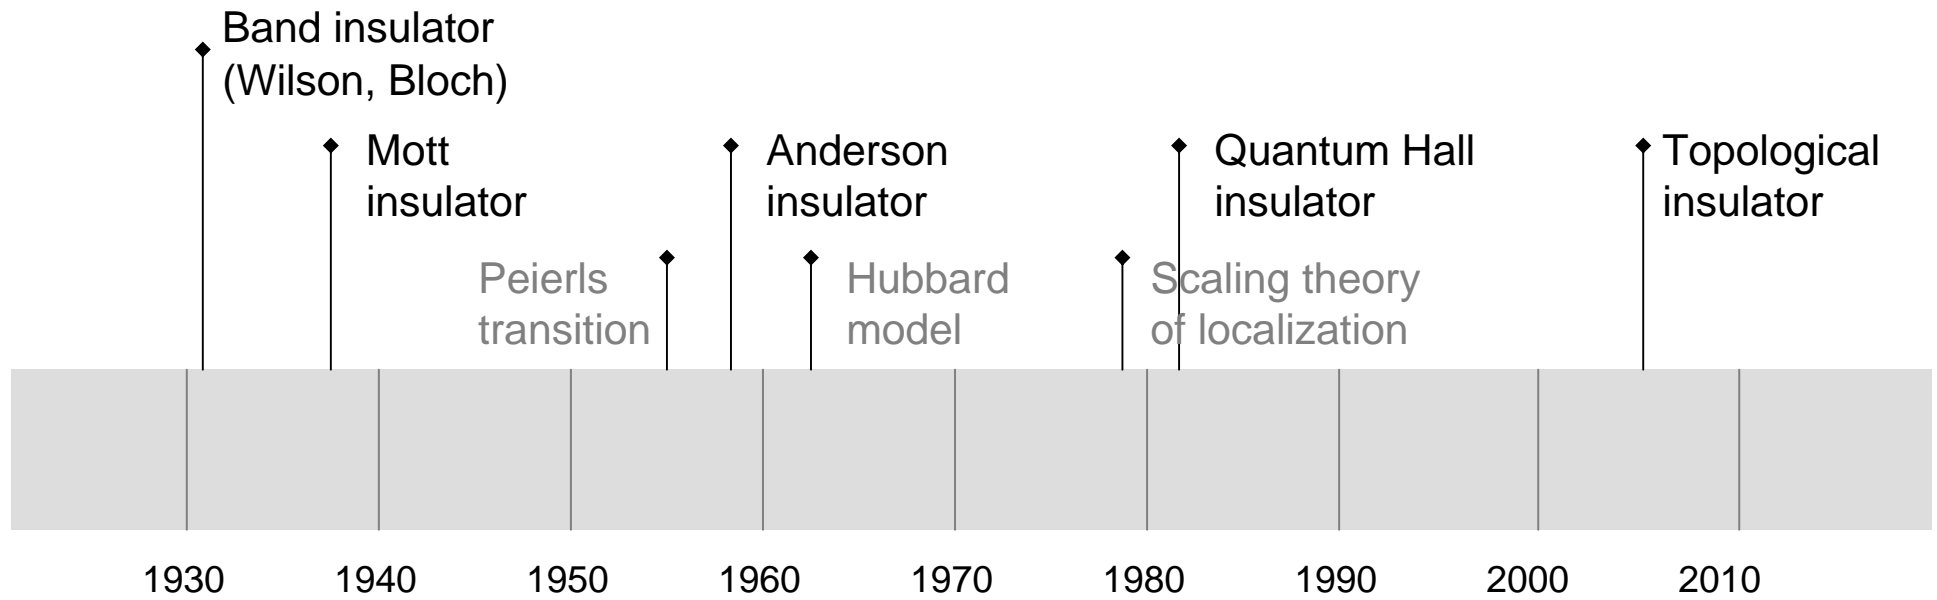 Band insulator
(Wilson, Bloch)
Mott
insulator
Anderson
insulator
Quantum Hall
insulator
Topological
insulator
Peierls
transition
Hubbard
model
Scaling theory
of localization
1930 1940 1950 1960 1970 1980 1990 2000 2010